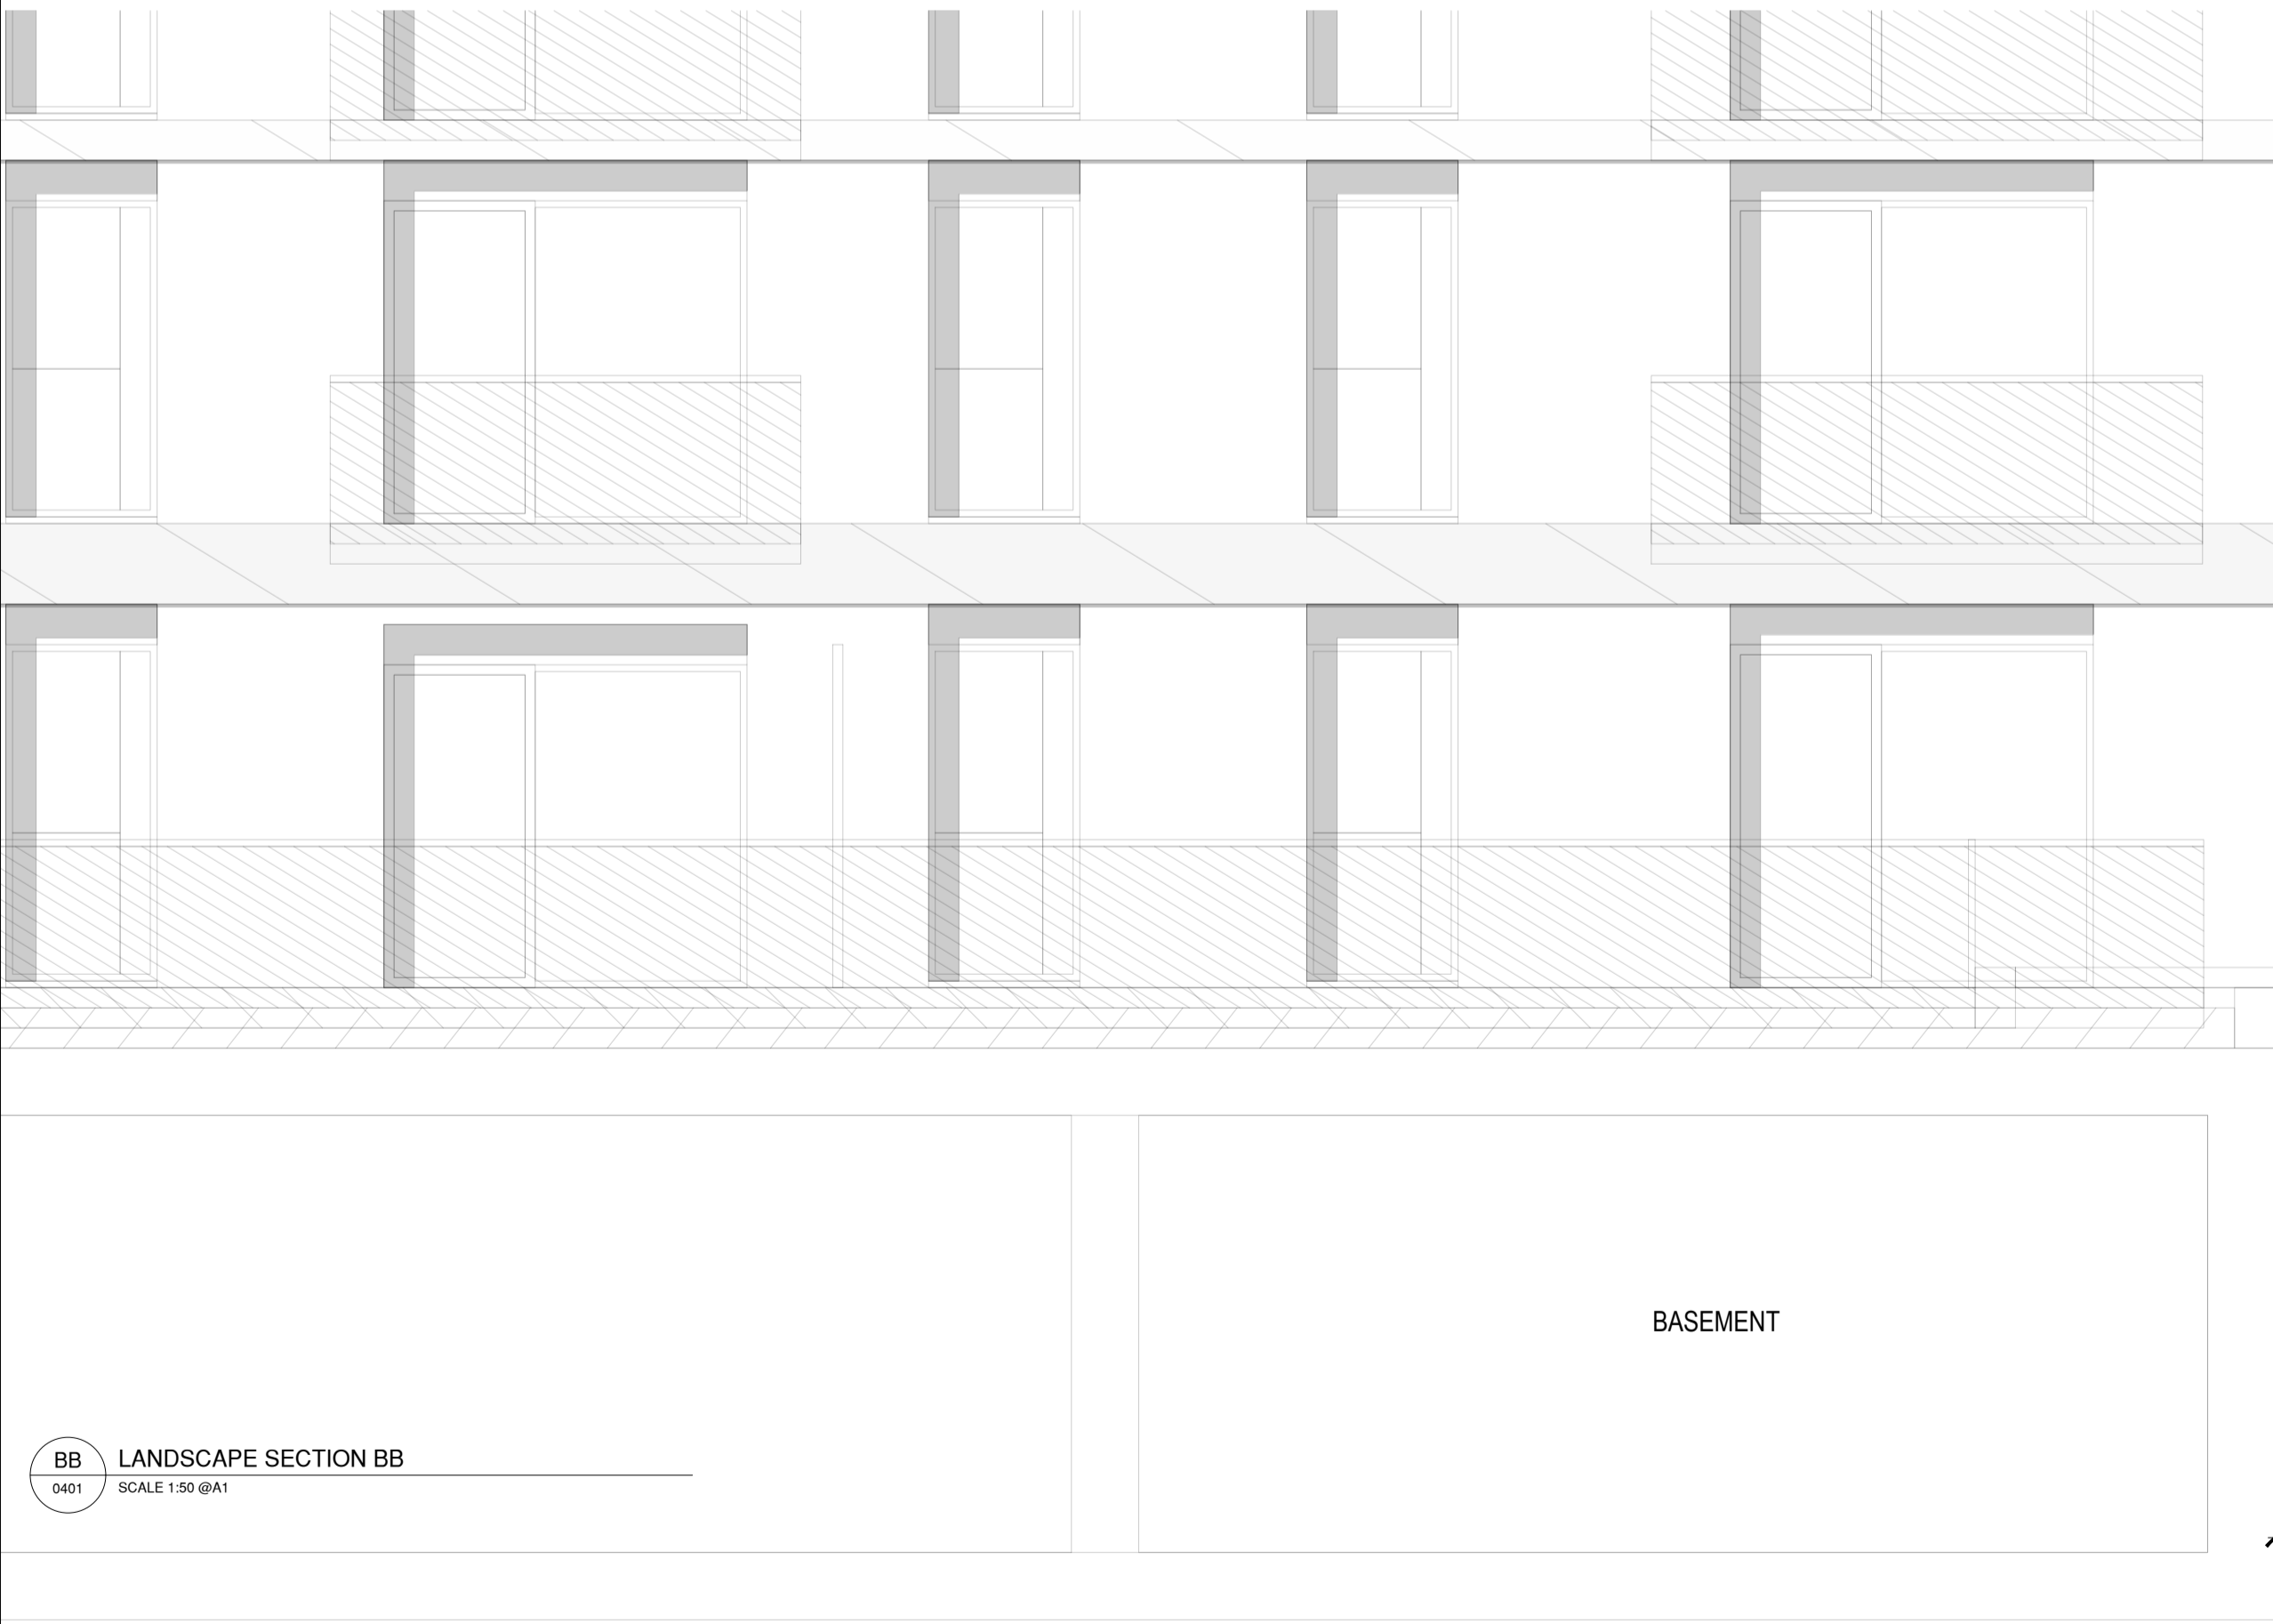 BASEMENT
BB
LANDSCAPE SECTION BB
0401
SCALE 1:50 @A1